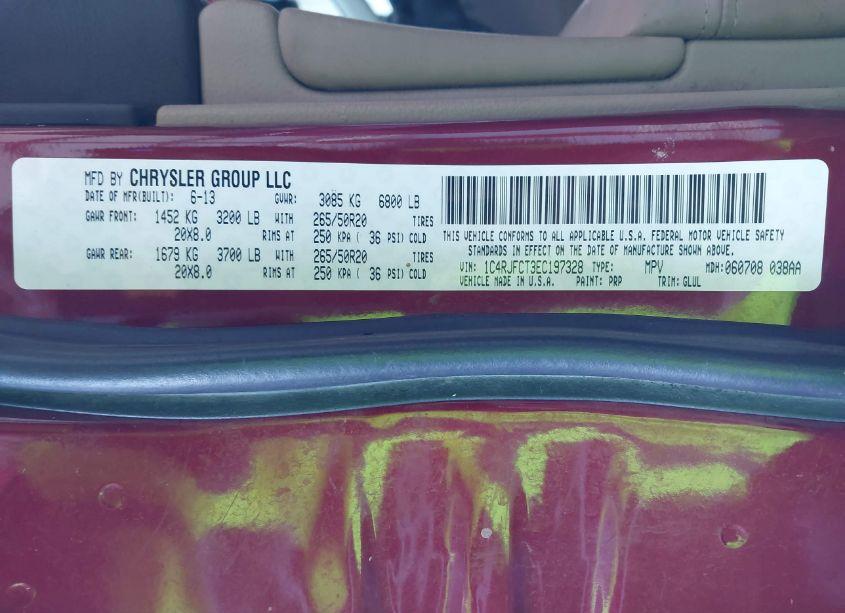 MFD BY CHRYSLER GROUP LLC
DATE OF MFR(BUILT): 6-13 GVWR: 3085 KG 6800 LB
GAWR FRONT: 1452 KG 3200 LB WITH 265/50R20 TIRES
20X8.0 RIMS AT 250 KPA ( 36 PSI) COLD
GAWR REAR: 1679 KG 3700 LB WITH 265/50R20 TIRES
20X8.0 RIMS AT 250 KPA ( 36 PSI) COLD
THIS VEHICLE CONFORMS TO ALL APPLICABLE U.S.A. FEDERAL MOTOR VEHICLE SAFETY
STANDARDS IN EFFECT ON THE DATE OF MANUFACTURE SHOWN ABOVE.
VIN: 1C4RJFCT3EC197328 TYPE: MPV MDH:060708 038AA
VEHICLE MADE IN U.S.A. PAINT: PRP TRIM: GLUL